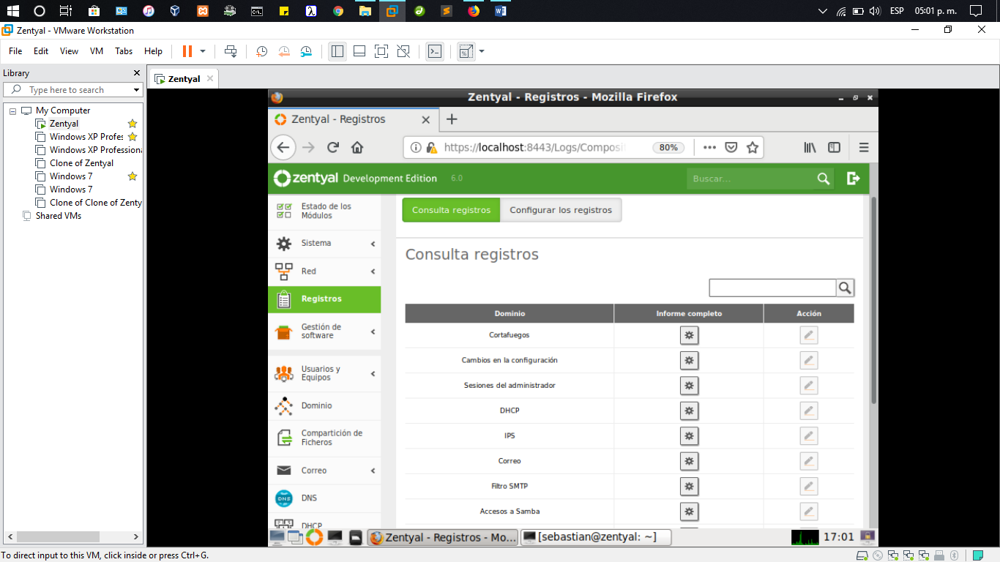 ESP
05:01 p. m.
Zentyal - VMware Workstation
File Edit View VM Tabs Help
Library
Type here to search
My Computer
Zentyal
Windows XP Profes
Windows XP Professiona
Clone of Zentyal
Windows 7
Windows 7
Clone of Clone of Zenty
Shared VMs
Zentyal
Zentyal - Registros - Mozilla Firefox
Zentyal - Registros
https://localhost:8443/Logs/Composi
80%
zentyal Development Edition 6.0
Buscar...
Estado de los
Módulos
Sistema
Red
Registros
Gestión de
software
Usuarios y
Equipos
Dominio
Compartición de
Ficheros
Correo
DNS
DNS
DHCP
Consulta registros
Configurar los registros
Consulta registros
Dominio Informe completo Acción
Cortafuegos
Cambios en la configuración
Sesiones del administrador
DHCP
IPS
Correo
Filtro SMTP
Accesos a Samba
Zentyal - Registros - Mo...
[sebastian@zentyal: ~]
17:01
To direct input to this VM, click inside or press Ctrl+G.